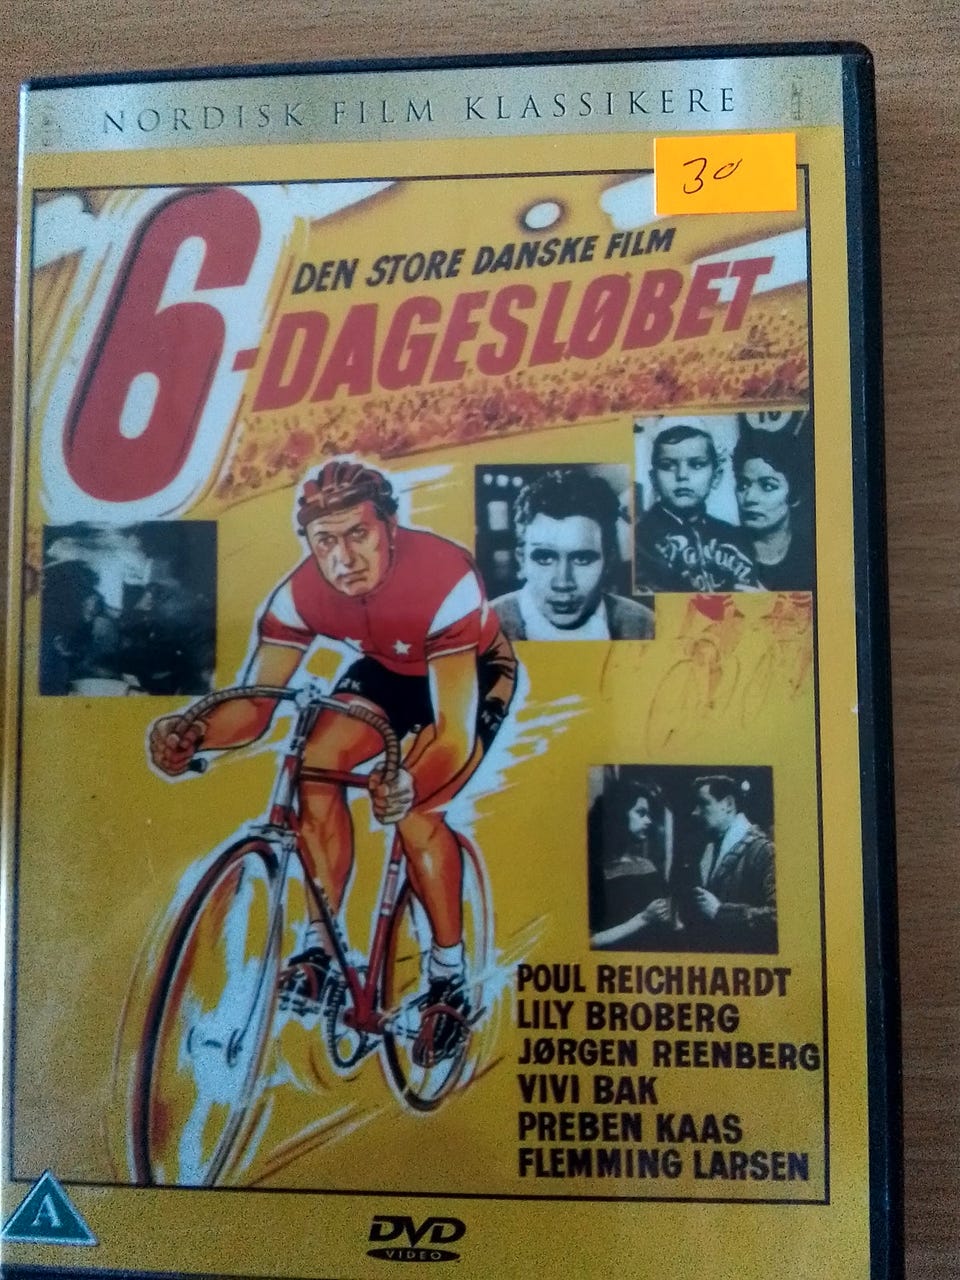 NORDISK FILM KLASSIKERE
30
DEN STORE DANSKE FILM
6-DAGESLØBET
POUL REICHHARDT
LILY BROBERG
JØRGEN REENBERG
VIVI BAK
PREBEN KAAS
FLEMMING LARSEN
A
DVD
VIDEO